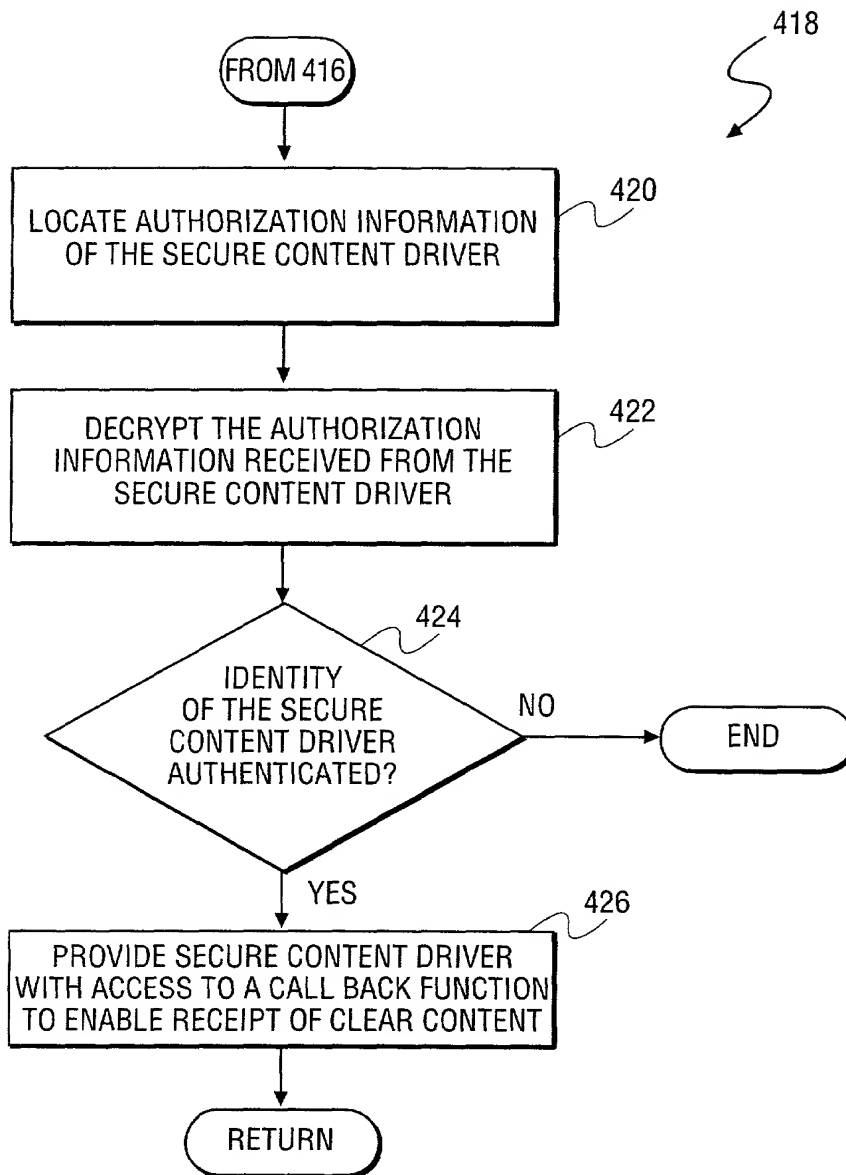 418
FROM 416
420
LOCATE AUTHORIZATION INFORMATION
OF THE SECURE CONTENT DRIVER
422
DECRYPT THE AUTHORIZATION
INFORMATION RECEIVED FROM THE
SECURE CONTENT DRIVER
424
IDENTITY
OF THE SECURE
CONTENT DRIVER
AUTHENTICATED?
NO
END
YES
426
PROVIDE SECURE CONTENT DRIVER
WITH ACCESS TO A CALL BACK FUNCTION
TO ENABLE RECEIPT OF CLEAR CONTENT
RETURN